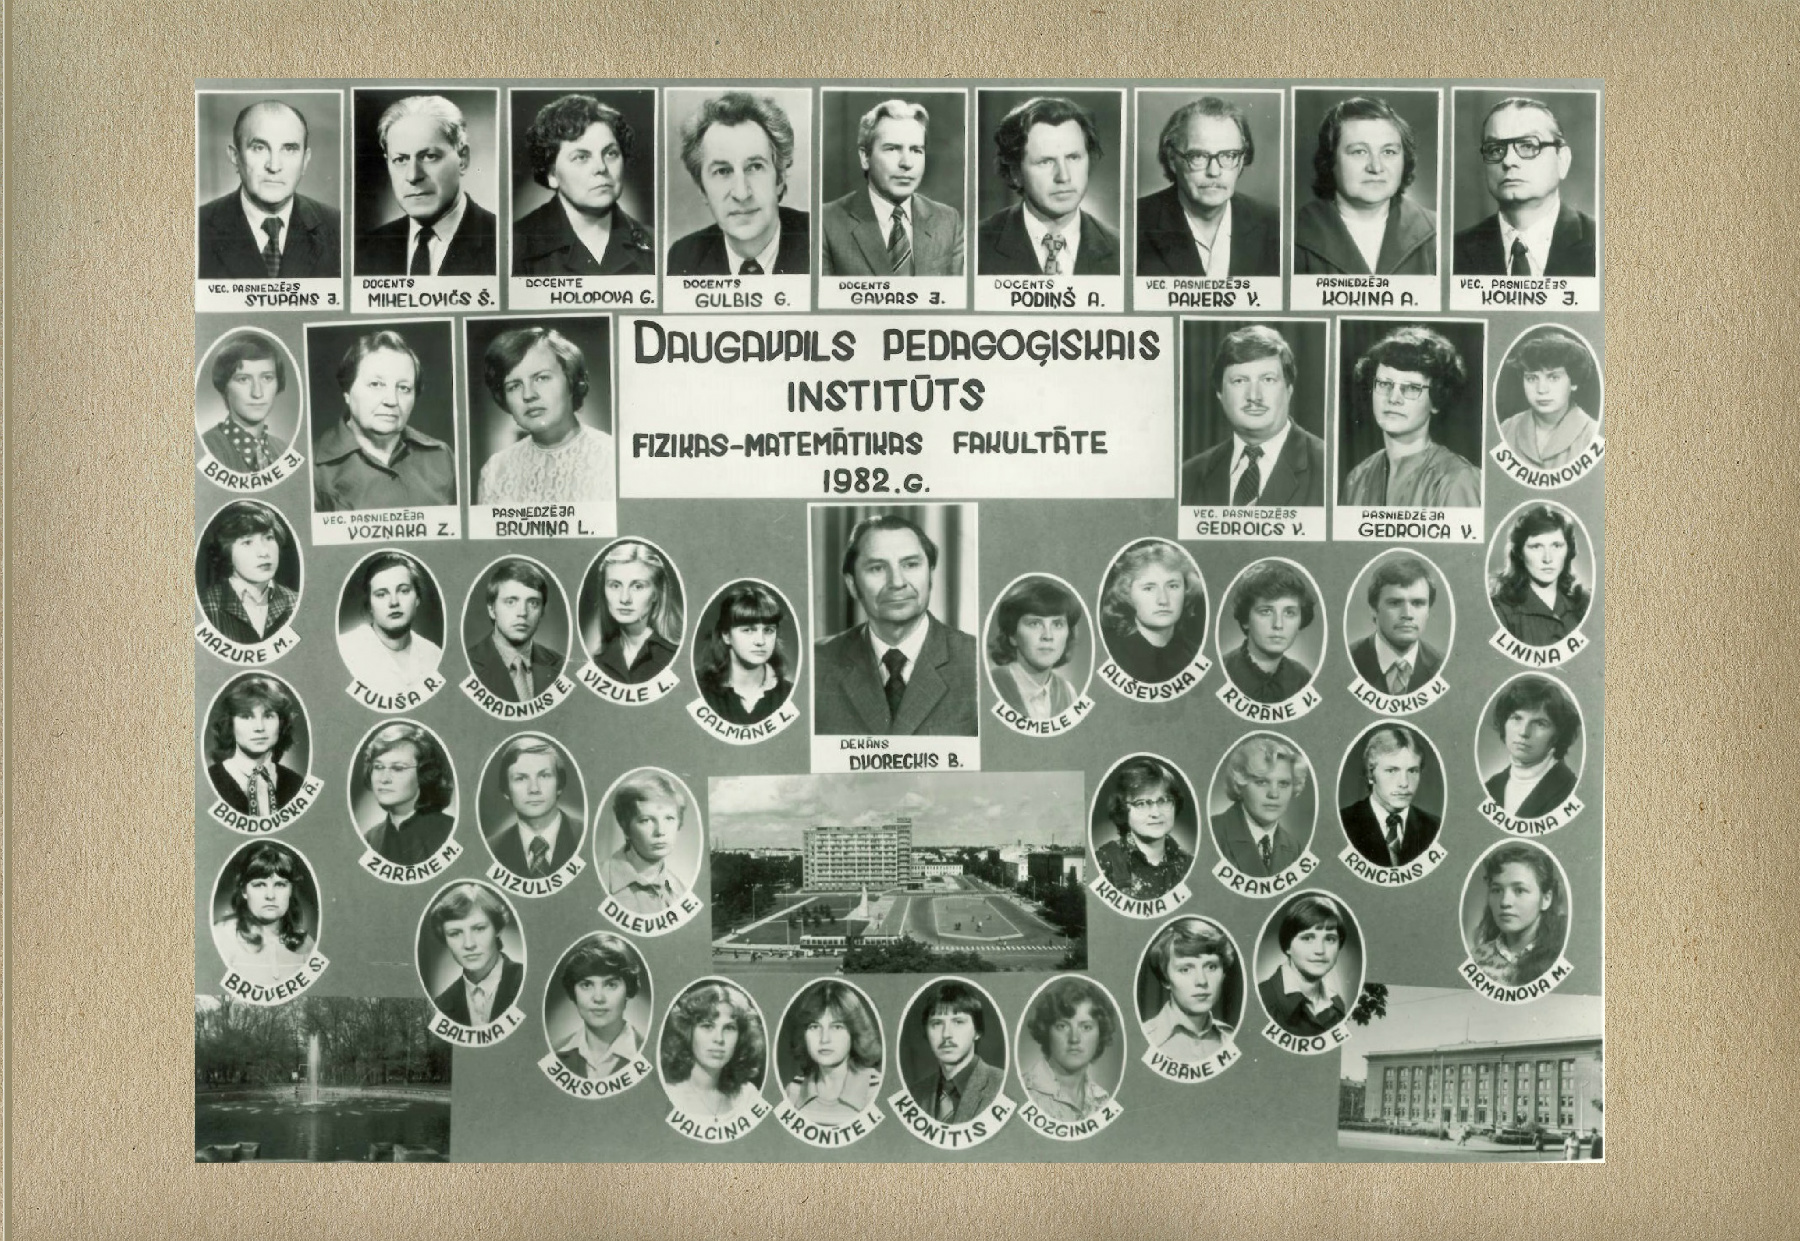 VEC. PASNIEDZĒJS
STUPĀNS J.
DOCENTS
MIHELOVIČS Š.
DOCENTE
HOLOPOVA G.
DOCENTS
GULBIS G.
DOCENTS
GAVARS J.
DOCENTS
PODIŅŠ A.
VEC. PASNIEDZĒJS
PAKERS V.
PASNIEDZĒJA
KOKINA A.
VEC. PASNIEDZĒJS
KOKINS J.
DAUGAVPILS PEDAGOĢISKAIS
INSTITŪTS
FIZIKAS-MATEMĀTIKAS FAKULTĀTE
1982.G.
BARKĀNE J.
VEC. PASNIEDZĒJA
VOZŅAKA Z.
PASNIEDZĒJA
BRŪNIŅA L.
VEC. PASNIEDZĒJS
GEDROICS V.
PASNIEDZĒJA
GEDROICA V.
STAKANOVA Z.
MAZURE M.
TULIŠA R.
PARADNIKS E.
VIZULE L.
CALMĀNE L.
DEKĀNS
DVORECKIS B.
LOČMELE M.
ALIŠEVSKA I.
RŪRĀNE V.
LAUSKIS V.
LINIŅA A.
BARDOVSKA Ā.
ZARĀNE M.
VIZULIS V.
DILEVKA E.
KALNIŅA I.
PRANČA S.
RANCĀNS A.
SAUDIŅA M.
BRŪVERE S.
BALTIŅA I.
JAKSONE R.
VALCIŅA E.
KRONĪTE I.
KRONĪTIS A.
ROZGINA Z.
VĪBĀNE M.
KAIRO E.
ARMANOVA M.